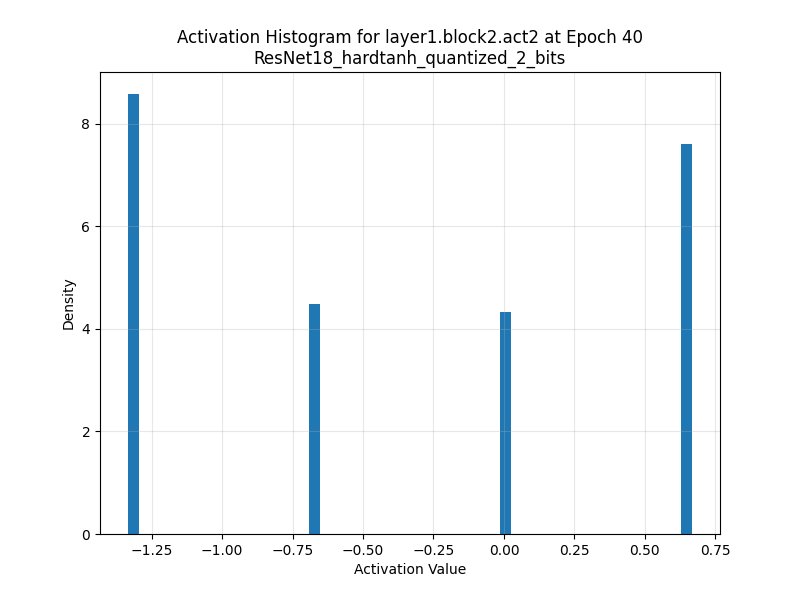 Activation Histogram for layer1.block2.act2 at Epoch 40
ResNet18_hardtanh_quantized_2_bits
Density
8
6
4
2
0
−1.25 −1.00 −0.75 −0.50 −0.25 0.00 0.25 0.50 0.75
Activation Value